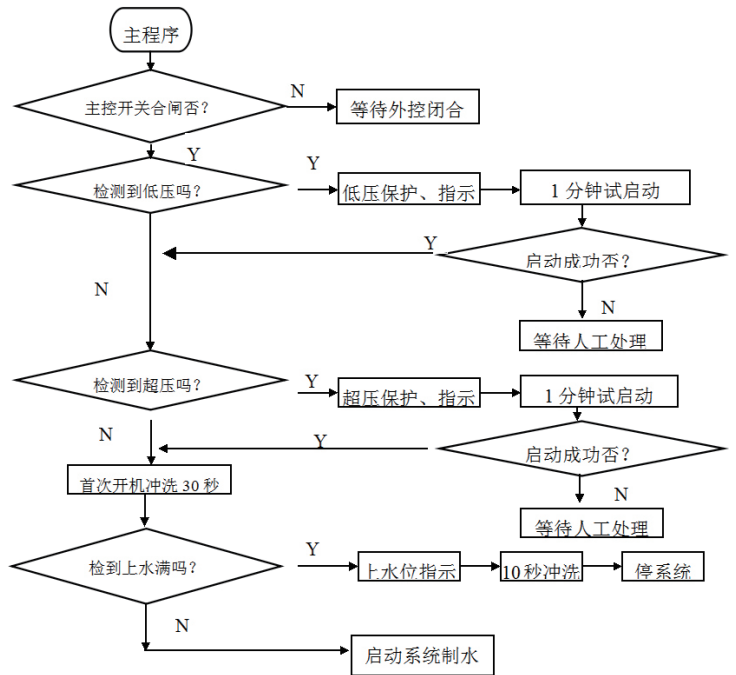 主程序
主控开关合闸否?
N
等待外控闭合
Y
检测到低压吗?
Y
低压保护、指示
1 分钟试启动
Y
启动成功否?
N
N
等待人工处理
检测到超压吗?
Y
超压保护、指示
1 分钟试启动
N
Y
启动成功否?
首次开机冲洗 30 秒
N
等待人工处理
检到上水满吗?
Y
上水位指示
10 秒冲洗
停系统
N
启动系统制水